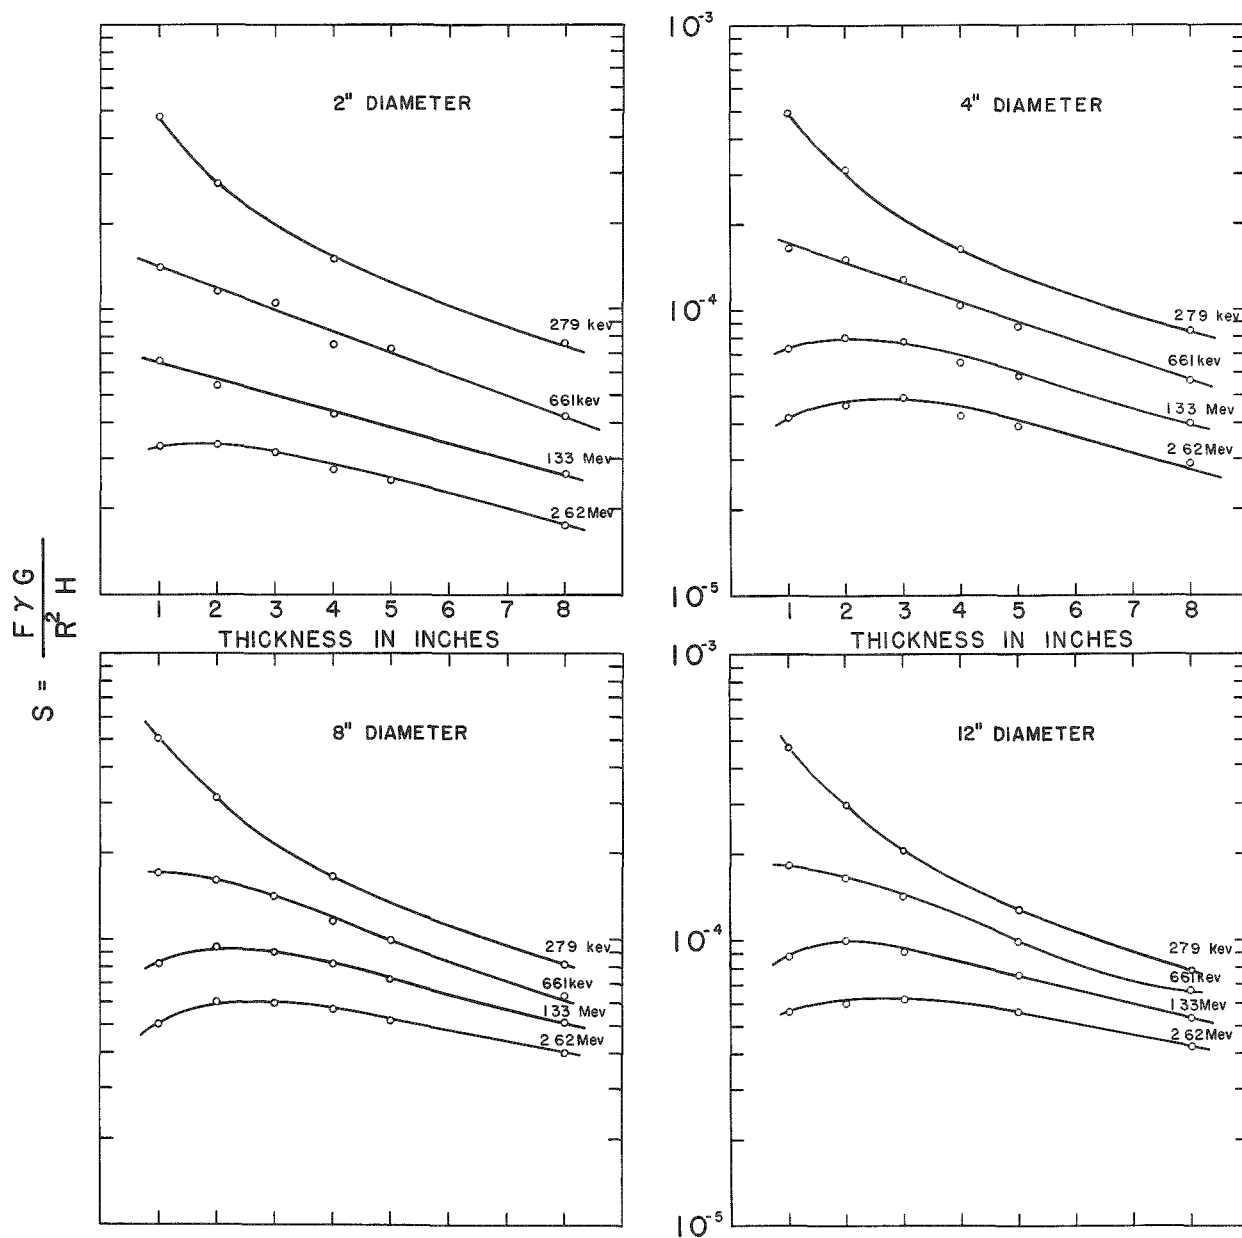 2" DIAMETER
279 kev
661kev
133 Mev
2 62Mev
1 2 3 4 5 6 7 8
THICKNESS IN INCHES
10-3
4" DIAMETER
10-4
279 kev
661kev
133 Mev
2 62Mev
10-5
1 2 3 4 5 6 7 8
THICKNESS IN INCHES
S = FγG
R2 H
8" DIAMETER
279 kev
661kev
133 Mev
2 62Mev
10-3
12" DIAMETER
10-4
279 kev
661kev
133Mev
2 62Mev
10-5